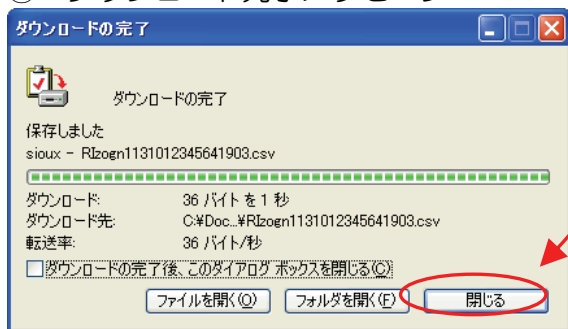 ダウンロードの完了
ダウンロードの完了
保存しました
sioux - RIzogn1131012345641903.csv
ダウンロード: 36 バイト を 1 秒
ダウンロード先: C:¥Doc...¥RIzogn1131012345641903.csv
転送率: 36 バイト/秒
ダウンロードの完了後、このダイアログ ボックスを閉じる(C)
ファイルを開く(O) フォルダを開く(F) 閉じる